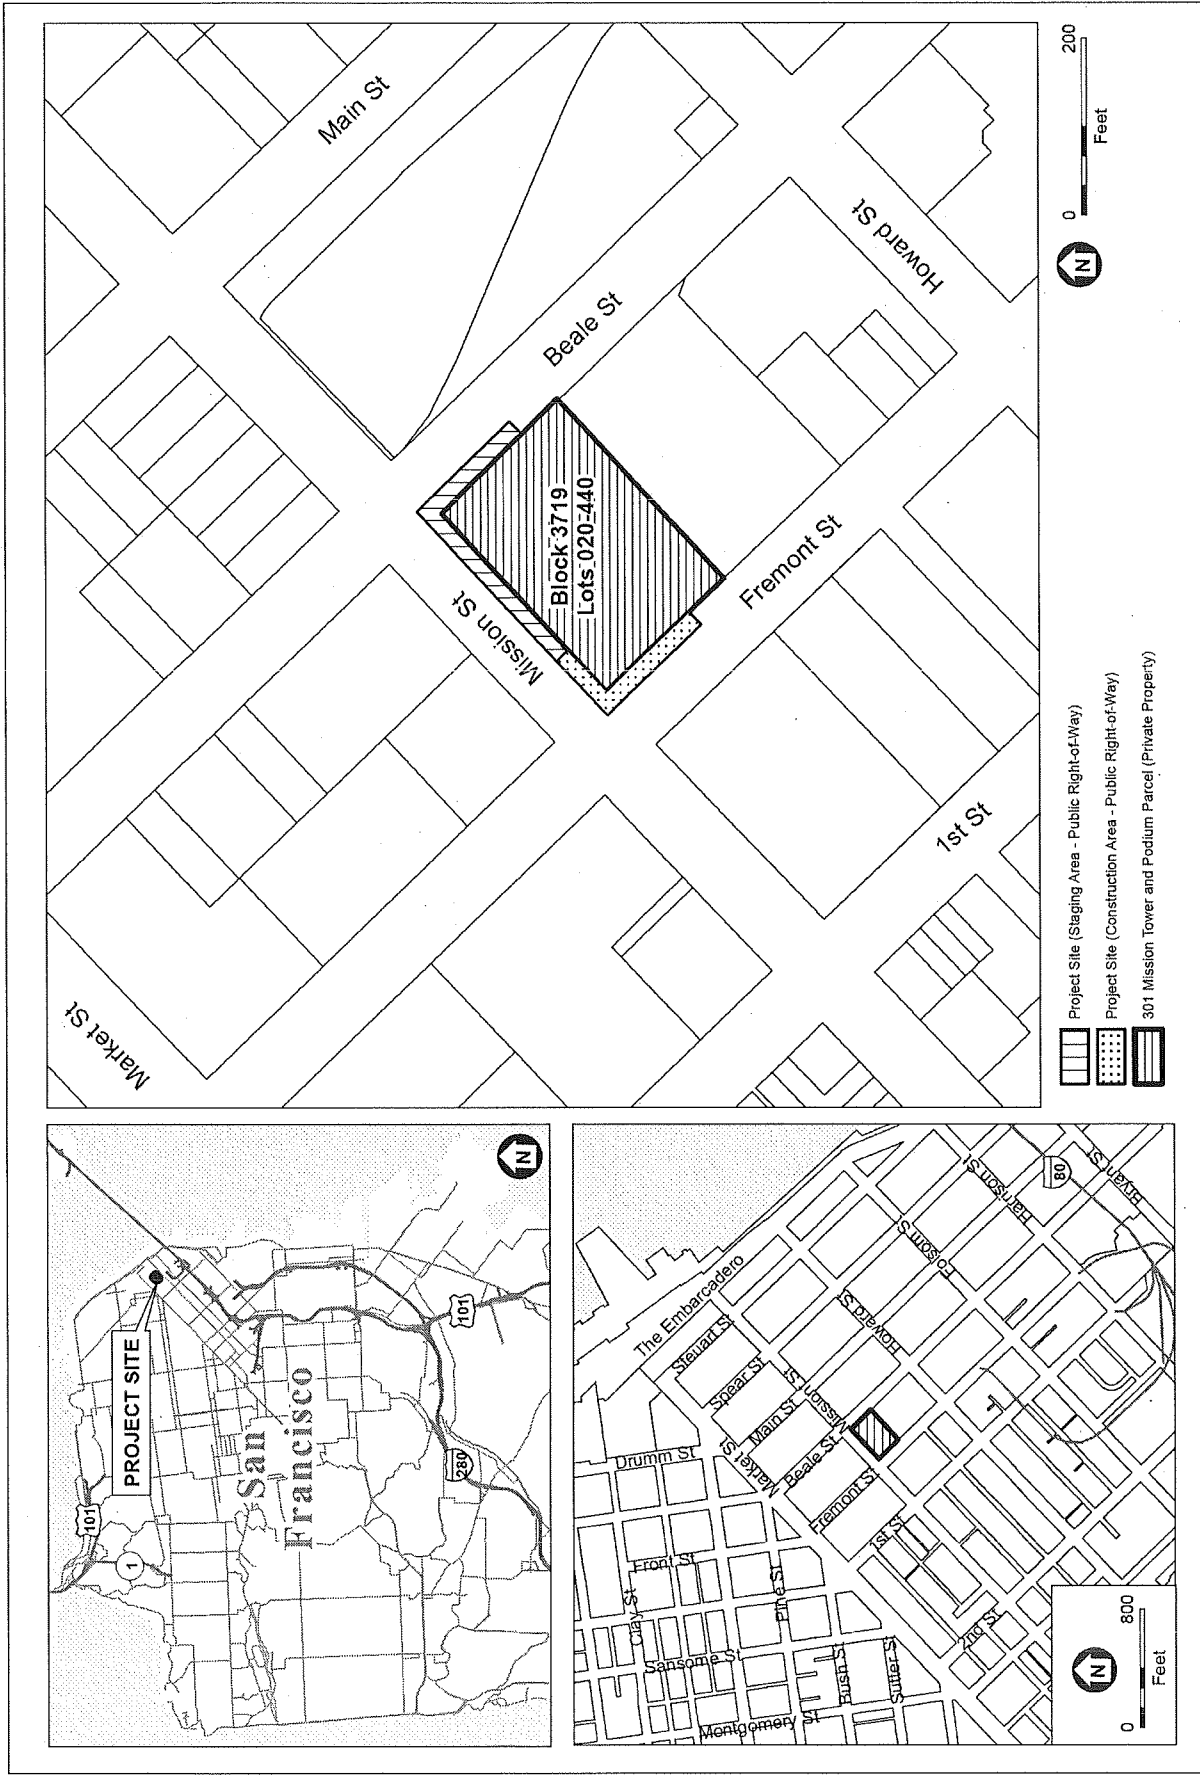 PROJECT SITE
San
Francisco
101
1
280
101
N
Drumm St
Front St
Clay St
Pine St
Sansome St
Bush St
Sutter St
Montgomery St
The Embarcadero
Steuart St
Spear St
Main St
Mission St
Market St
Beale St
Fremont St
1st St
2nd St
Howard St
Folsom S
Harrison St
Bryan St
80
N
0
800
Feet
Market St
Main St
Beale St
Mission St
Block 3719
Lots 020-440
Fremont St
Howard St
1st St
Project Site (Staging Area - Public Right-of-Way)
Project Site (Construction Area - Public Right-of-Way)
301 Mission Tower and Podium Parcel (Private Property)
N
0
200
Feet